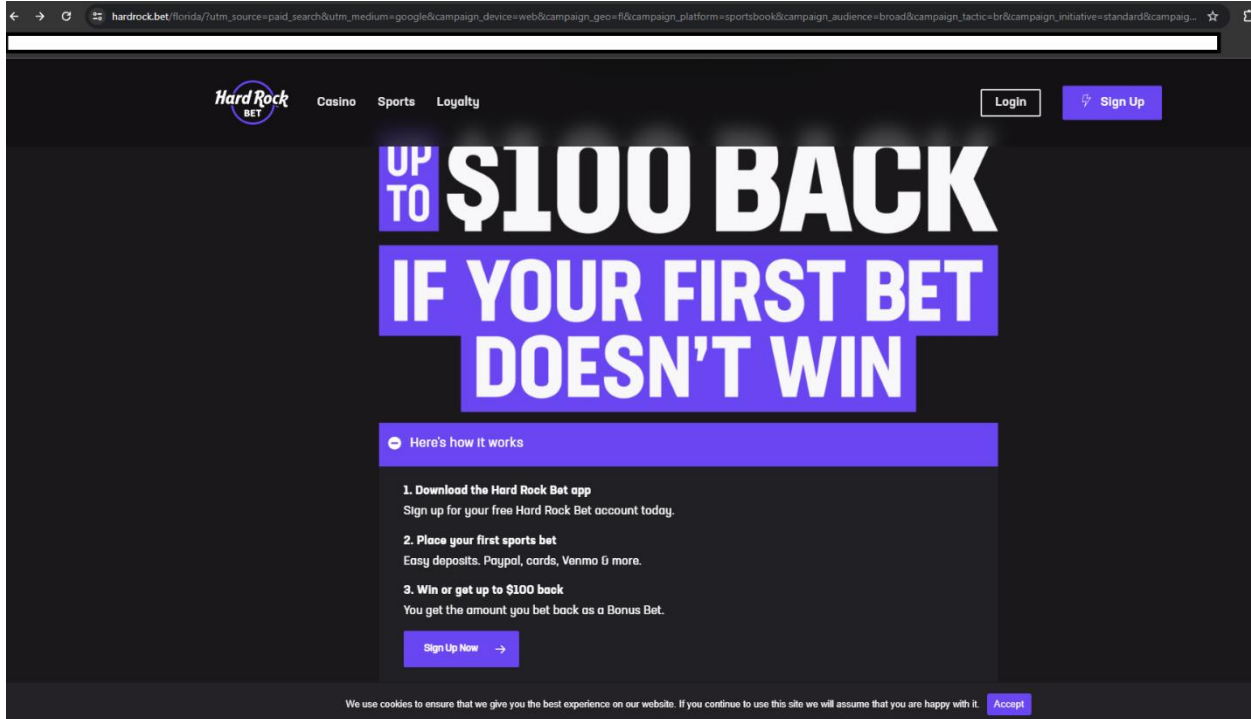 hardrock.bet/florida/?utm_source=paid_search&utm_medium=google&campaign_device=web&campaign_geo=fl&campaign_platform=sportsbook&campaign_audience=broad&campaign_tactic=br&campaign_initiative=standard&campaig...
Hard Rock
BET
Casino Sports Loyalty
Login
Sign Up
UP
TO
$100 BACK
IF YOUR FIRST BET
DOESN'T WIN
Here's how it works
1. Download the Hard Rock Bet app
Sign up for your free Hard Rock Bet account today.
2. Place your first sports bet
Easy deposits. Paypal, cards, Venmo & more.
3. Win or get up to $100 back
You get the amount you bet back as a Bonus Bet.
Sign Up Now
We use cookies to ensure that we give you the best experience on our website. If you continue to use this site we will assume that you are happy with it.
Accept